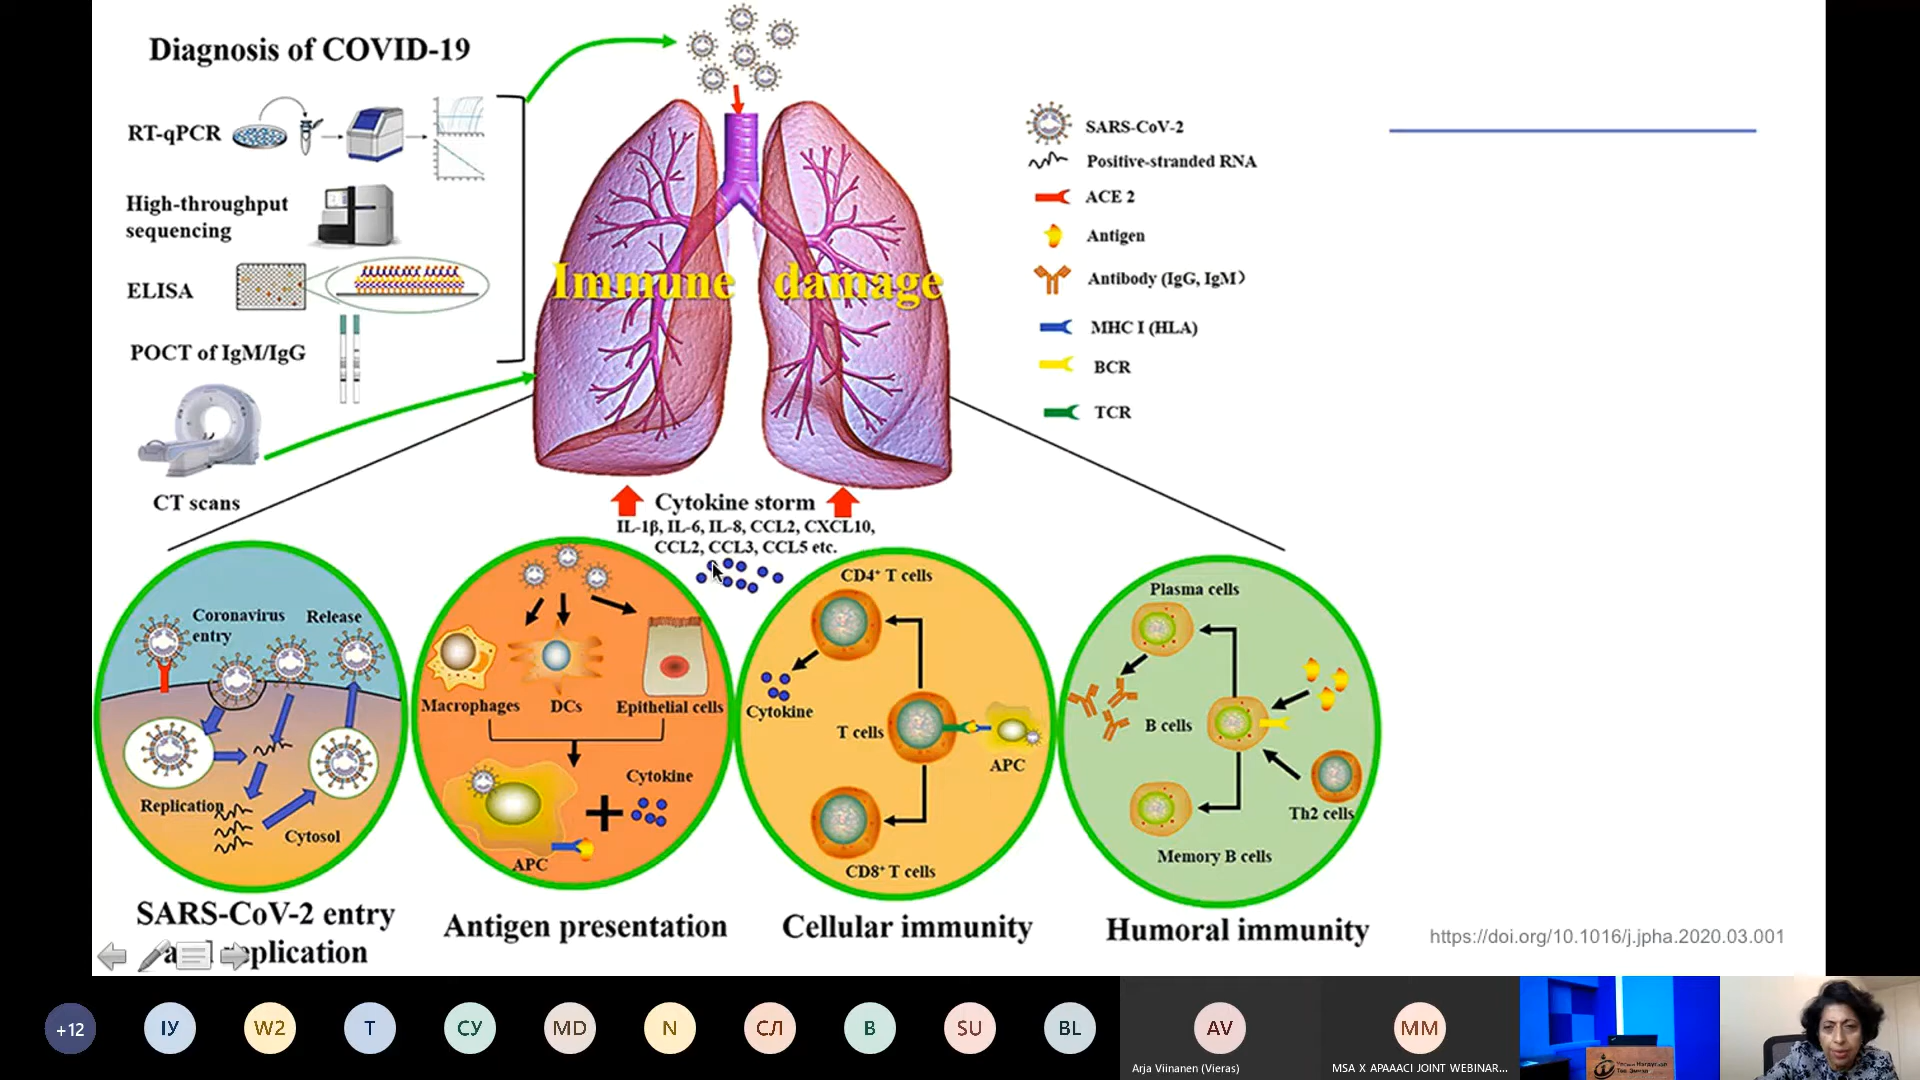 Diagnosis of COVID-19
RT-qPCR
High-throughput
sequencing
ELISA
POCT of IgM/IgG
CT scans
Immune damage
SARS-CoV-2
Positive-stranded RNA
ACE 2
Antigen
Antibody (IgG, IgM）
MHC I (HLA)
BCR
TCR
Cytokine storm
IL-1β, IL-6, IL-8, CCL2, CXCL10,
CCL2, CCL3, CCL5 etc.
Coronavirus
entry
Release
Replication
Cytosol
SARS-CoV-2 entry
replication
Macrophages
DCs
Epithelial cells
Cytokine
APC
Antigen presentation
CD4⁺ T cells
Cytokine
T cells
APC
CD8⁺ T cells
Cellular immunity
Plasma cells
B cells
Th2 cells
Memory B cells
Humoral immunity
https://doi.org/10.1016/j.jpha.2020.03.001
+12
ІУ
W2
T
СУ
MD
N
СЛ
B
SU
BL
AV
MM
Arja Viinanen (Vieras)
MSA X APAAACI JOINT WEBINAR...